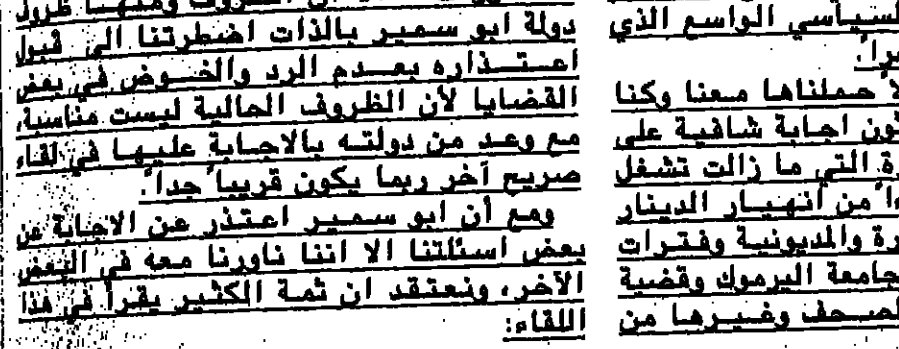 لسياسي الواسع الذي
حملناها معنا وكنا
اجابة شافية على
التي ما زالت تشغل
من انهيار الدينار
والمديونية وفترات
جامعة اليرموك وقضية
وغيرها من
الظروف ومنها
دولة ابو سمير بالذات اضطرتنا الى قبول
اعتذاره بعدم الرد والخوض في بعض
القضايا لأن الظروف الحالية ليست مناسبة،
مع وعد من دولته بالاجابة عليها في لقاء
صريح آخر ربما يكون قريباً جداً.
ومع أن ابو سمير اعتذر عن الاجابة عن
بعض اسئلتنا الا اننا ناورنا معه في البعض
الآخر، ونعتقد ان ثمة الكثير يقرأ في هذا
اللقاء: